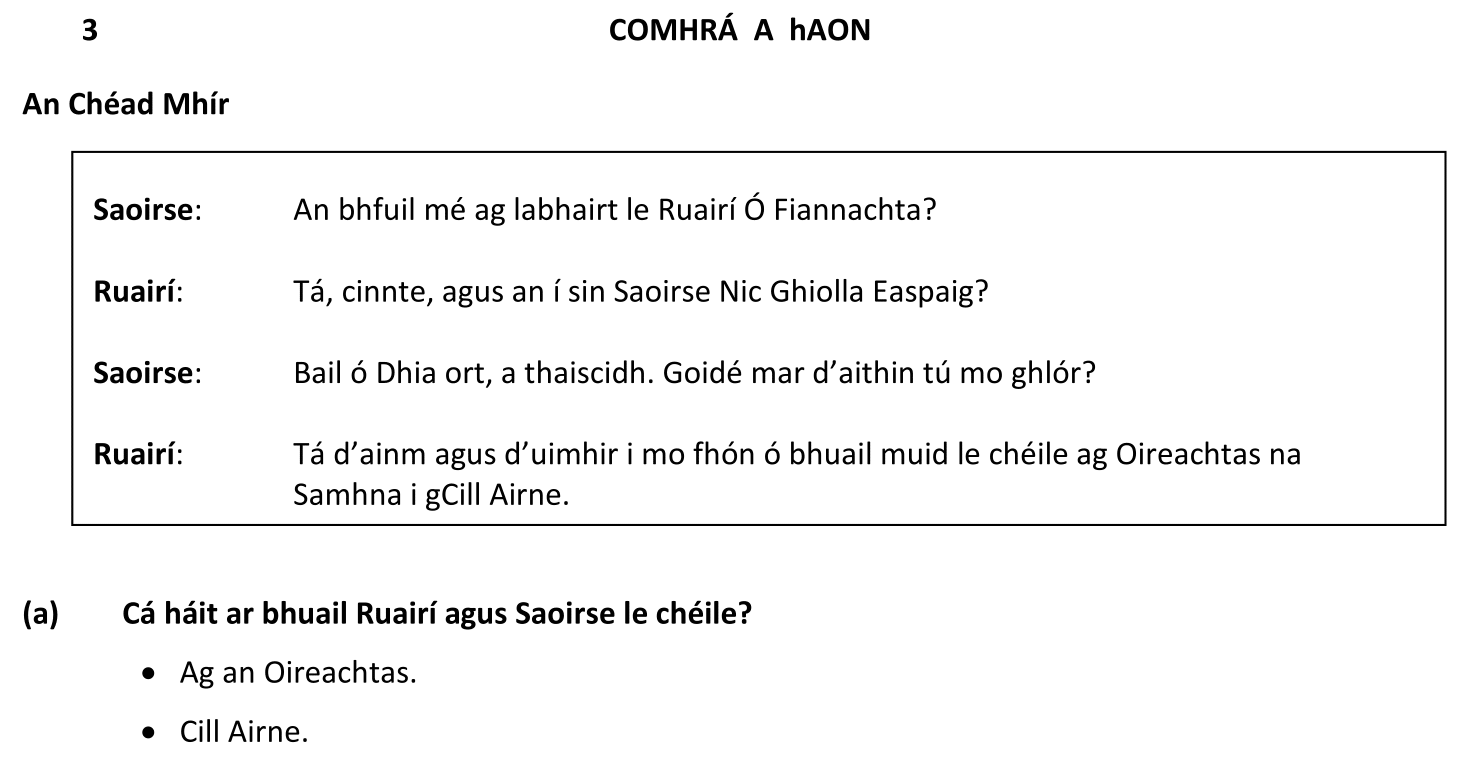 3 COMHRÁ A hAON
An Chéad Mhír
Saoirse: An bhfuil mé ag labhairt le Ruairí Ó Fiannachta?
Ruairí: Tá, cinnte, agus an í sin Saoirse Nic Ghiolla Easpaig?
Saoirse: Bail ó Dhia ort, a thaiscidh. Goidé mar d’aithin tú mo ghlór?
Ruairí: Tá d’ainm agus d’uimhir i mo fhón ó bhuail muid le chéile ag Oireachtas na
Samhna i gCill Airne.
(a) Cá háit ar bhuail Ruairí agus Saoirse le chéile?
• Ag an Oireachtas.
• Cill Airne.